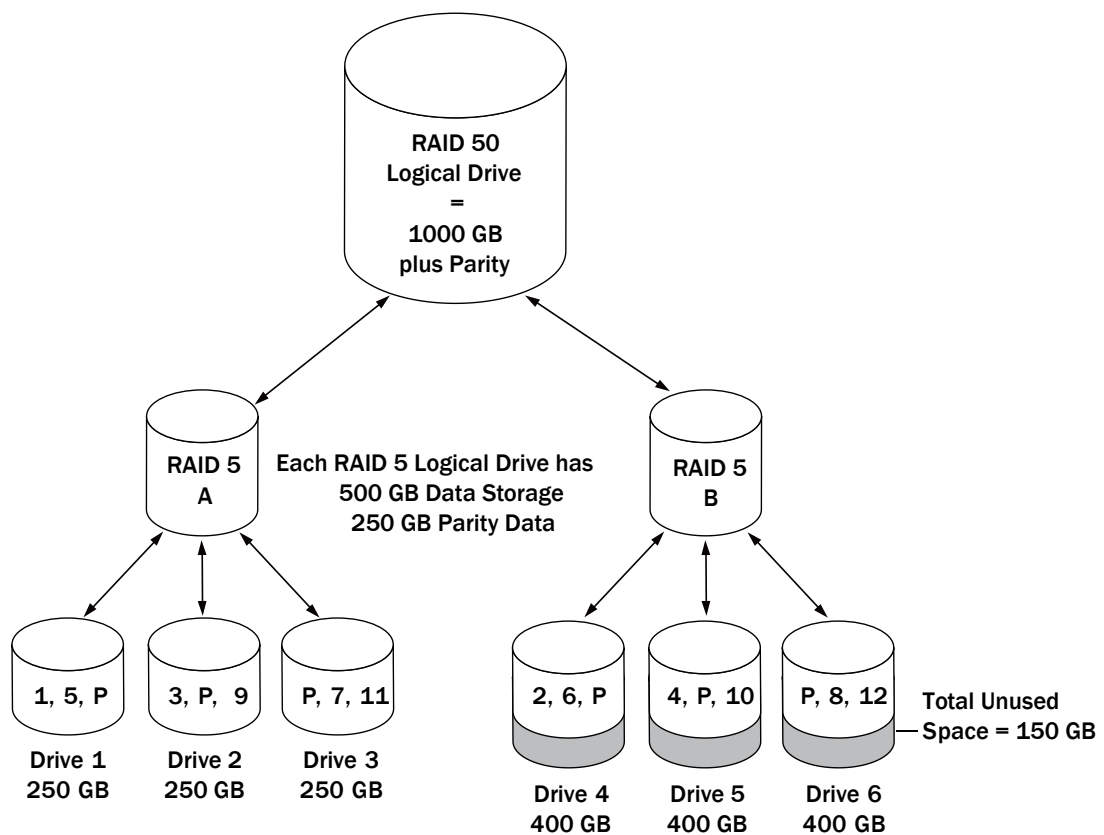 RAID 50
Logical Drive
=
1000 GB
plus Parity
RAID 5
A
Each RAID 5 Logical Drive has
500 GB Data Storage
250 GB Parity Data
RAID 5
B
1, 5, P
3, P, 9
P, 7, 11
2, 6, P
4, P, 10
P, 8, 12
Total Unused
Space = 150 GB
Drive 1
250 GB
Drive 2
250 GB
Drive 3
250 GB
Drive 4
400 GB
Drive 5
400 GB
Drive 6
400 GB